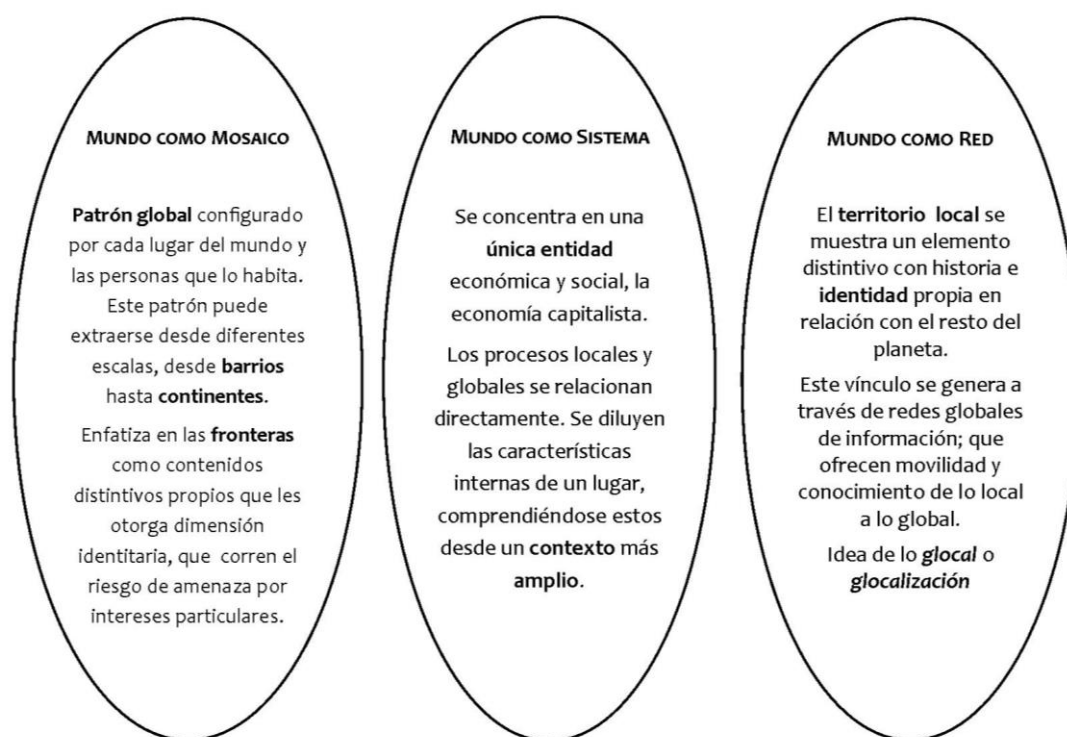 MUNDO COMO MOSAICO
Patrón global configurado
por cada lugar del mundo y
las personas que lo habita.
Este patrón puede
extraerse desde diferentes
escalas, desde barrios
hasta continentes.
Enfatiza en las fronteras
como contenidos
distintivos propios que les
otorga dimensión
identitaria, que corren el
riesgo de amenaza por
intereses particulares.
MUNDO COMO SISTEMA
Se concentra en una
única entidad
económica y social, la
economía capitalista.
Los procesos locales y
globales se relacionan
directamente. Se diluyen
las características
internas de un lugar,
comprendiéndose estos
desde un contexto más
amplio.
MUNDO COMO RED
El territorio local se
muestra un elemento
distintivo con historia e
identidad propia en
relación con el resto del
planeta.
Este vínculo se genera a
través de redes globales
de información; que
ofrecen movilidad y
conocimiento de lo local
a lo global.
Idea de lo glocal o
glocalización